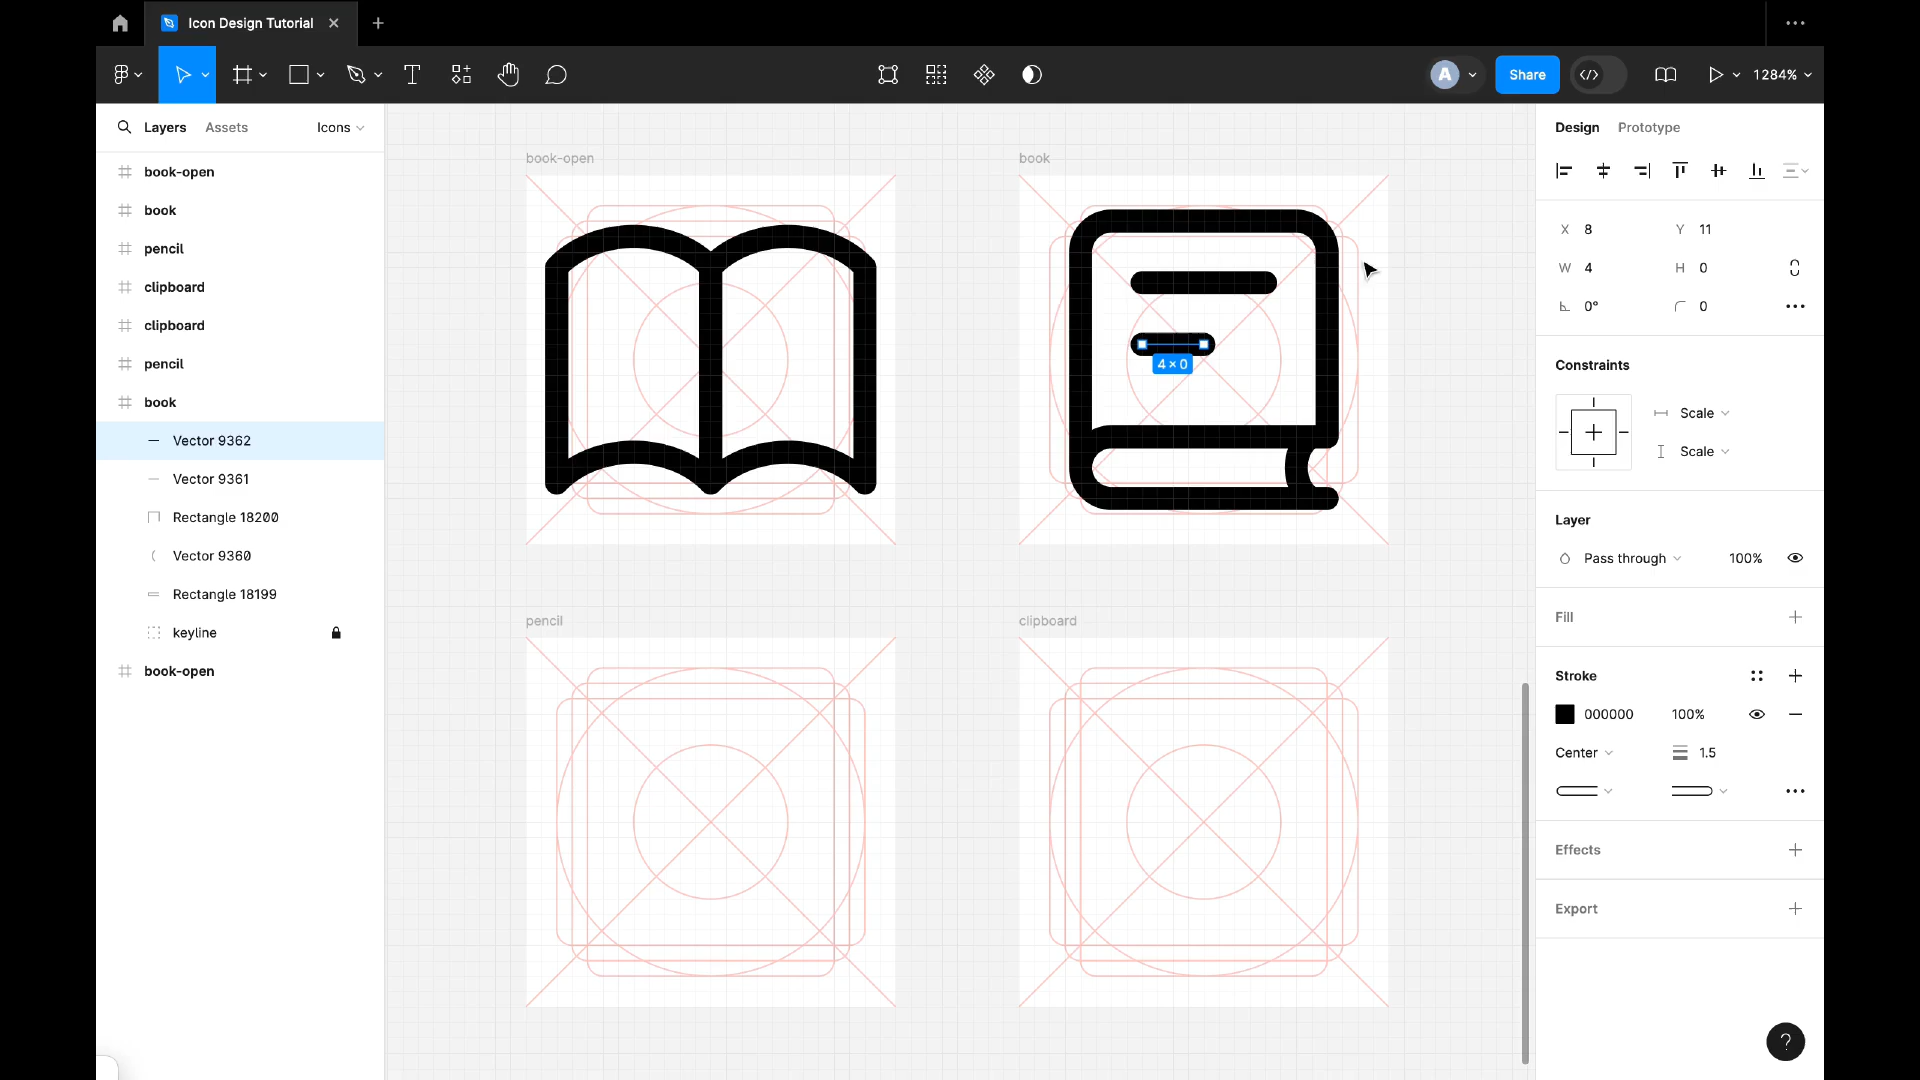 Icon Design Tutorial
A
Share
1284%
Layers
Assets
Icons
book-open
book
pencil
clipboard
clipboard
pencil
book
Vector 9362
Vector 9361
Rectangle 18200
Vector 9360
Rectangle 18199
keyline
book-open
book-open
book
4 × 0
pencil
clipboard
Design
Prototype
X 8
Y 11
W 4
H 0
0°
0
Constraints
Scale
Scale
Layer
Pass through
100%
Fill
Stroke
000000
100%
Center
1.5
Effects
Export
?